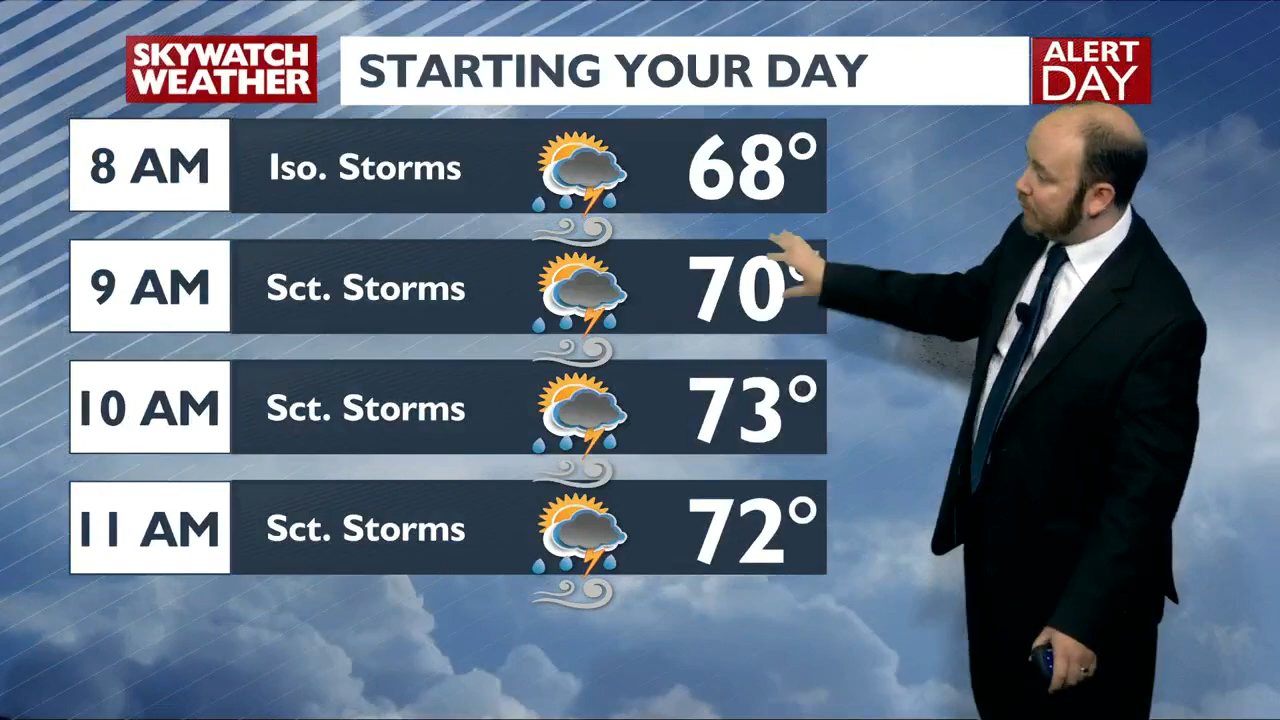 SKYWATCH
WEATHER
STARTING YOUR DAY
ALERT
DAY
8 AM Iso. Storms 68°
9 AM Sct. Storms 70°
10 AM Sct. Storms 73°
11 AM Sct. Storms 72°